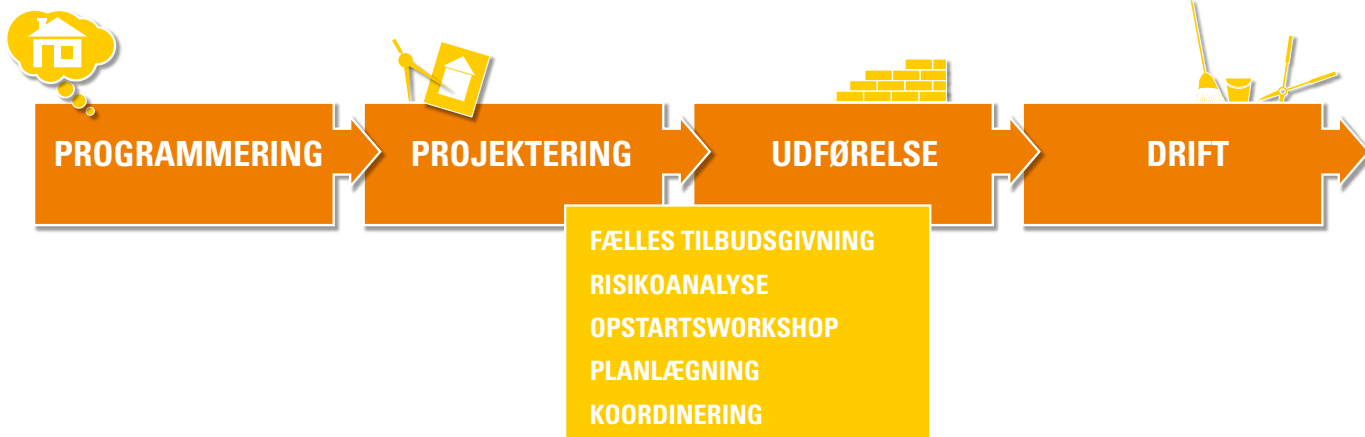 PROGRAMMERING
PROJEKTERING
UDFØRELSE
DRIFT
FÆLLES TILBUDSGIVNING
RISIKOANALYSE
OPSTARTSWORKSHOP
PLANLÆGNING
KOORDINERING